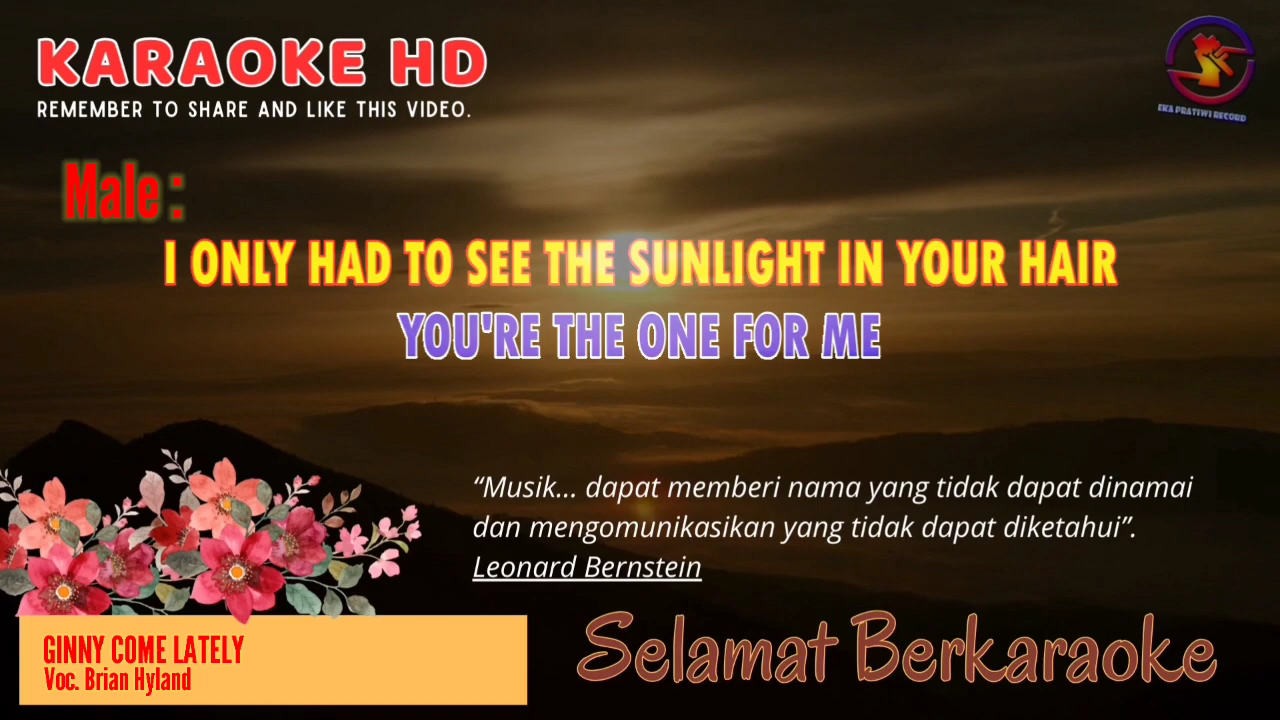 KARAOKE HD
REMEMBER TO SHARE AND LIKE THIS VIDEO.
EKA PRATIWI RECORD
Male :
I ONLY HAD TO SEE THE SUNLIGHT IN YOUR HAIR
YOU'RE THE ONE FOR ME
“Musik... dapat memberi nama yang tidak dapat dinamai
dan mengomunikasikan yang tidak dapat diketahui”.
Leonard Bernstein
GINNY COME LATELY
Voc. Brian Hyland
Selamat Berkaraoke